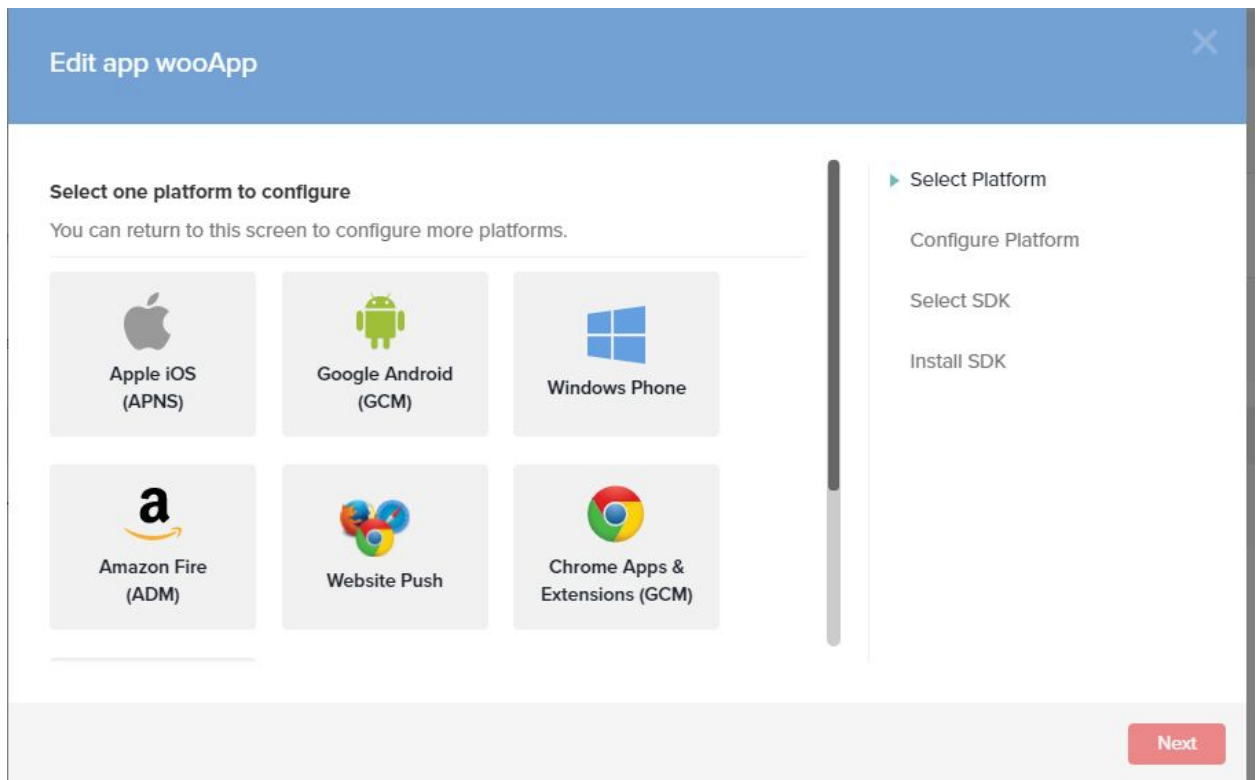 Edit app wooApp
Select one platform to configure
You can return to this screen to configure more platforms.
Apple iOS
(APNS)
Google Android
(GCM)
Windows Phone
Amazon Fire
(ADM)
Website Push
Chrome Apps &
Extensions (GCM)
Select Platform
Configure Platform
Select SDK
Install SDK
Next